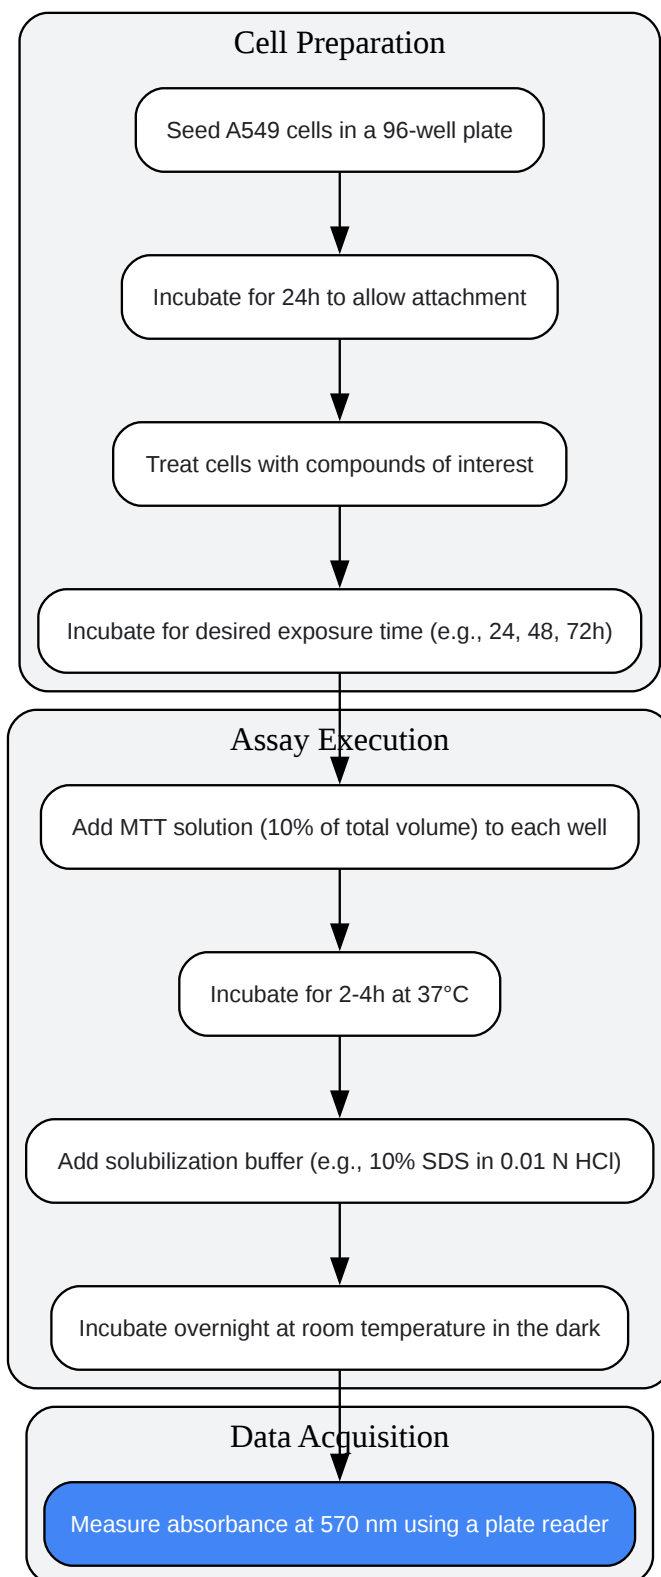 Cell Preparation
Seed A549 cells in a 96-well plate
Incubate for 24h to allow attachment
Treat cells with compounds of interest
Incubate for desired exposure time (e.g., 24, 48, 72h)
Assay Execution
Add MTT solution (10% of total volume) to each well
Incubate for 2-4h at 37°C
Add solubilization buffer (e.g., 10% SDS in 0.01 N HCl)
Incubate overnight at room temperature in the dark
Data Acquisition
Measure absorbance at 570 nm using a plate reader